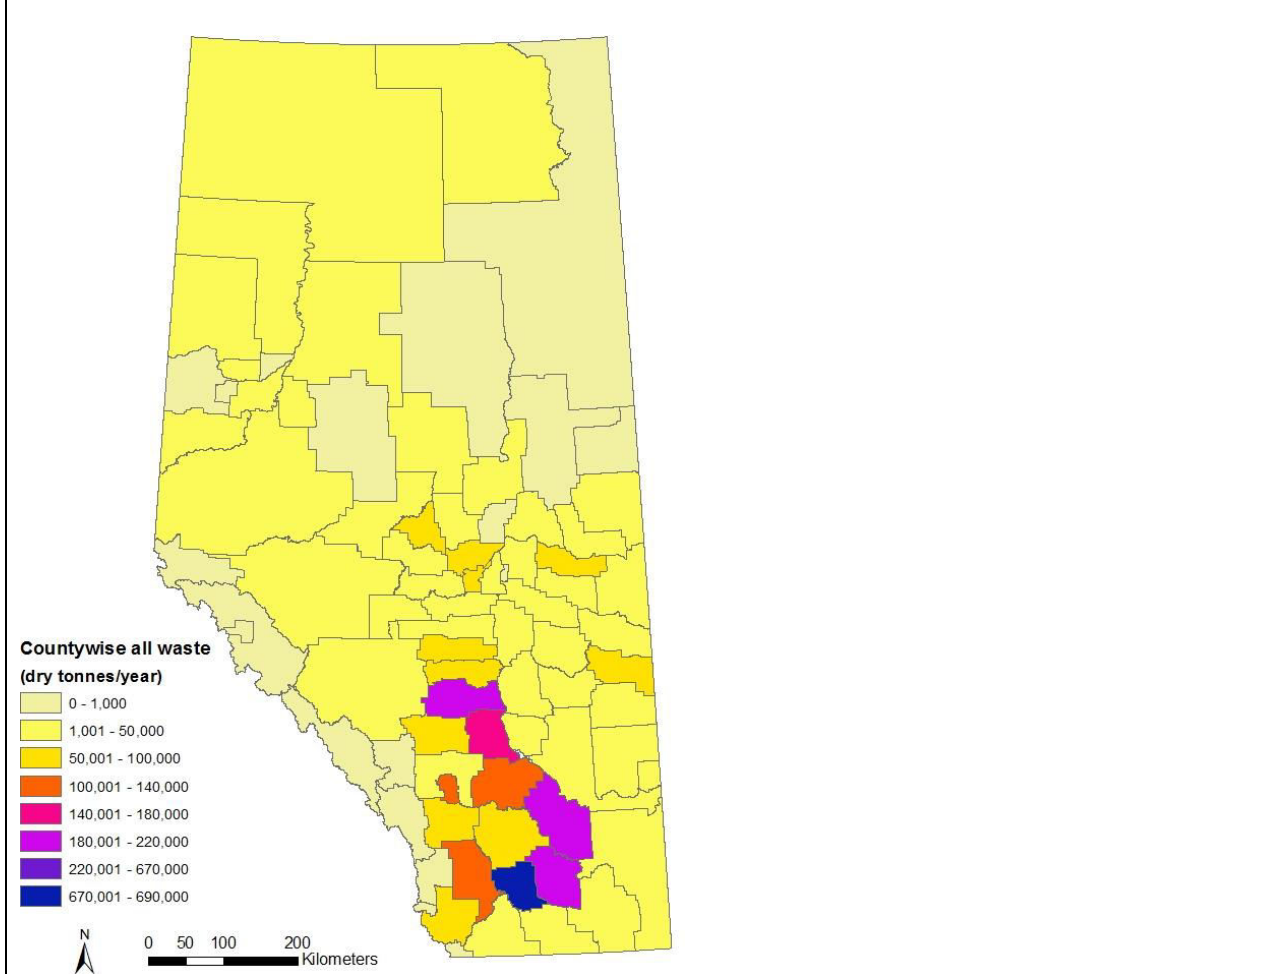 Countywise all waste
(dry tonnes/year)
0 - 1,000
1,001 - 50,000
50,001 - 100,000
100,001 - 140,000
140,001 - 180,000
180,001 - 220,000
220,001 - 670,000
670,001 - 690,000
N
0 50 100 200
Kilometers